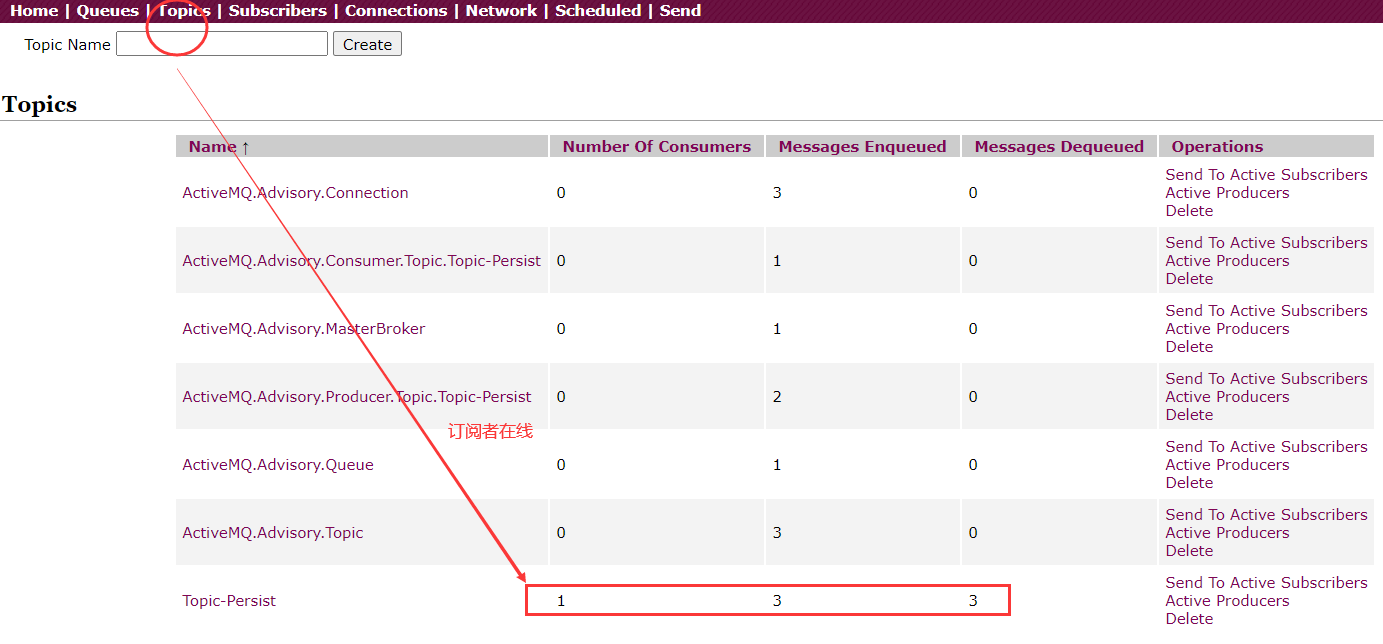 Home | Queues | Topics | Subscribers | Connections | Network | Scheduled | Send
Topic Name Create
Topics
Name ↑ Number Of Consumers Messages Enqueued Messages Dequeued Operations
ActiveMQ.Advisory.Connection 0 3 0 Send To Active Subscribers
Active Producers
Delete
ActiveMQ.Advisory.Consumer.Topic.Topic-Persist 0 1 0 Send To Active Subscribers
Active Producers
Delete
ActiveMQ.Advisory.MasterBroker 0 1 0 Send To Active Subscribers
Active Producers
Delete
ActiveMQ.Advisory.Producer.Topic.Topic-Persist 0 2 0 Send To Active Subscribers
Active Producers
Delete
订阅者在线
ActiveMQ.Advisory.Queue 0 1 0 Send To Active Subscribers
Active Producers
Delete
ActiveMQ.Advisory.Topic 0 3 0 Send To Active Subscribers
Active Producers
Delete
Topic-Persist 1 3 3 Send To Active Subscribers
Active Producers
Delete